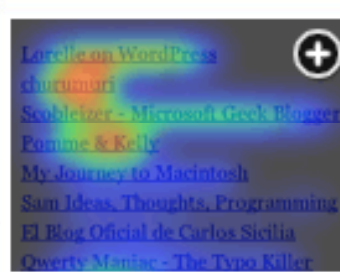 Lorelle on WordPress
churumuri
Scobleizer - Microsoft Geek Blogger
Pomme & Kelly
My Journey to Macintosh
Sam Ideas, Thoughts, Programming
El Blog Oficial de Carlos Sicilia
Qwerty Maniac - The Typo Killer